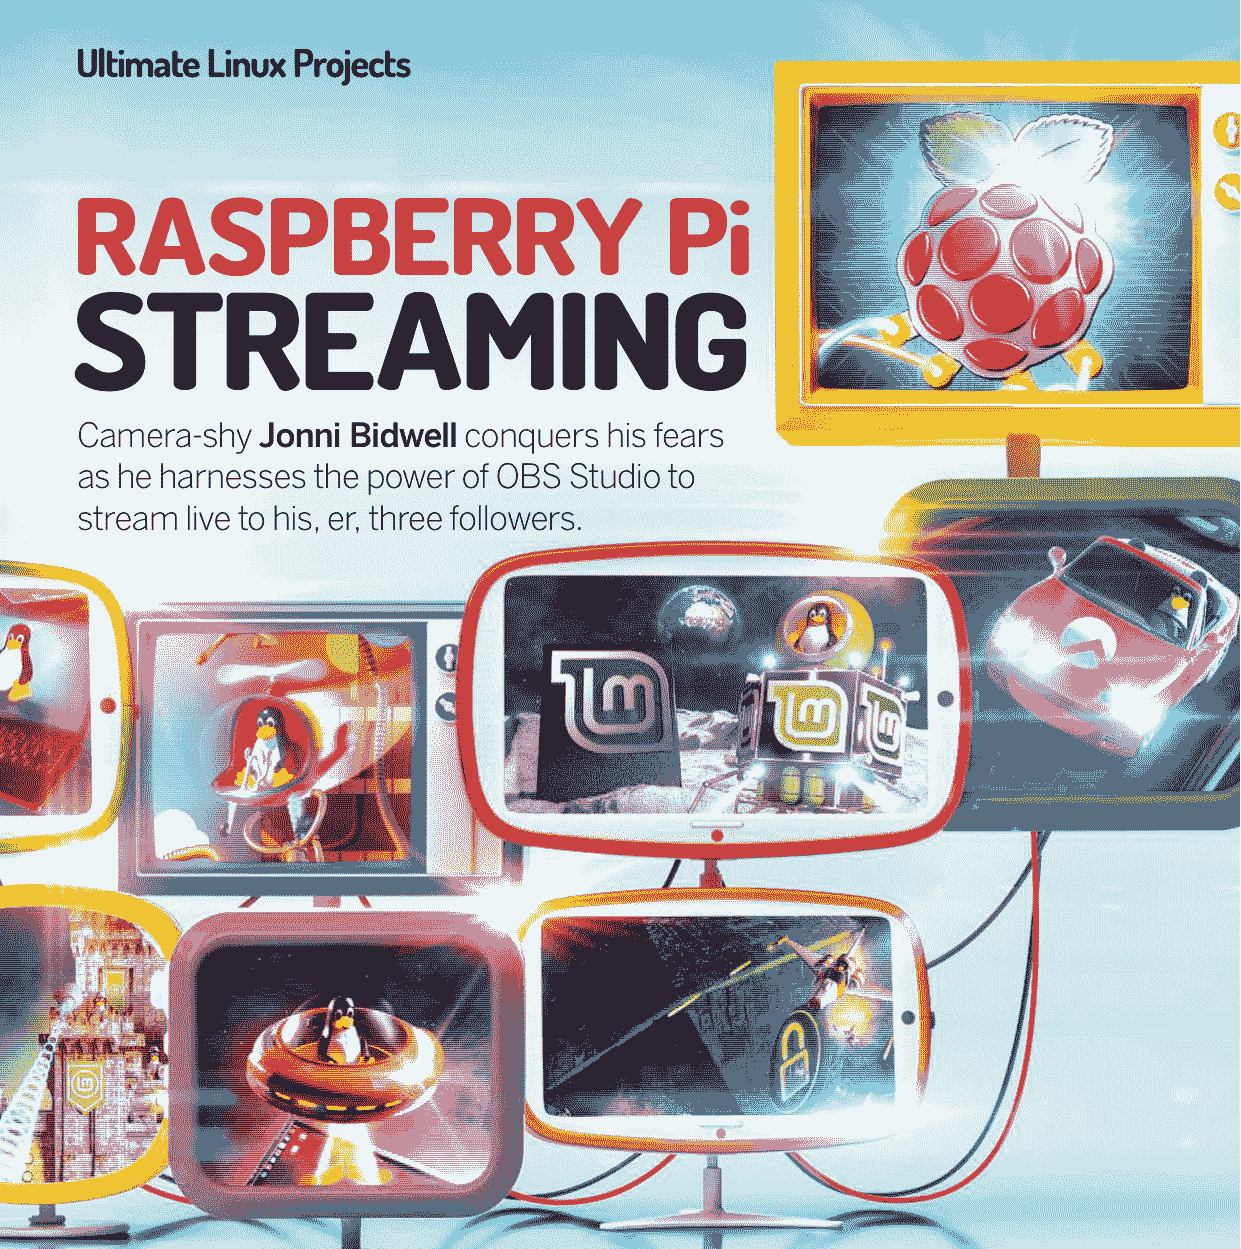 Ultimate Linux Projects
RASPBERRY Pi
STREAMING
Camera-shy Jonni Bidwell conquers his fears
as he harnesses the power of OBS Studio to
stream live to his, er, three followers.